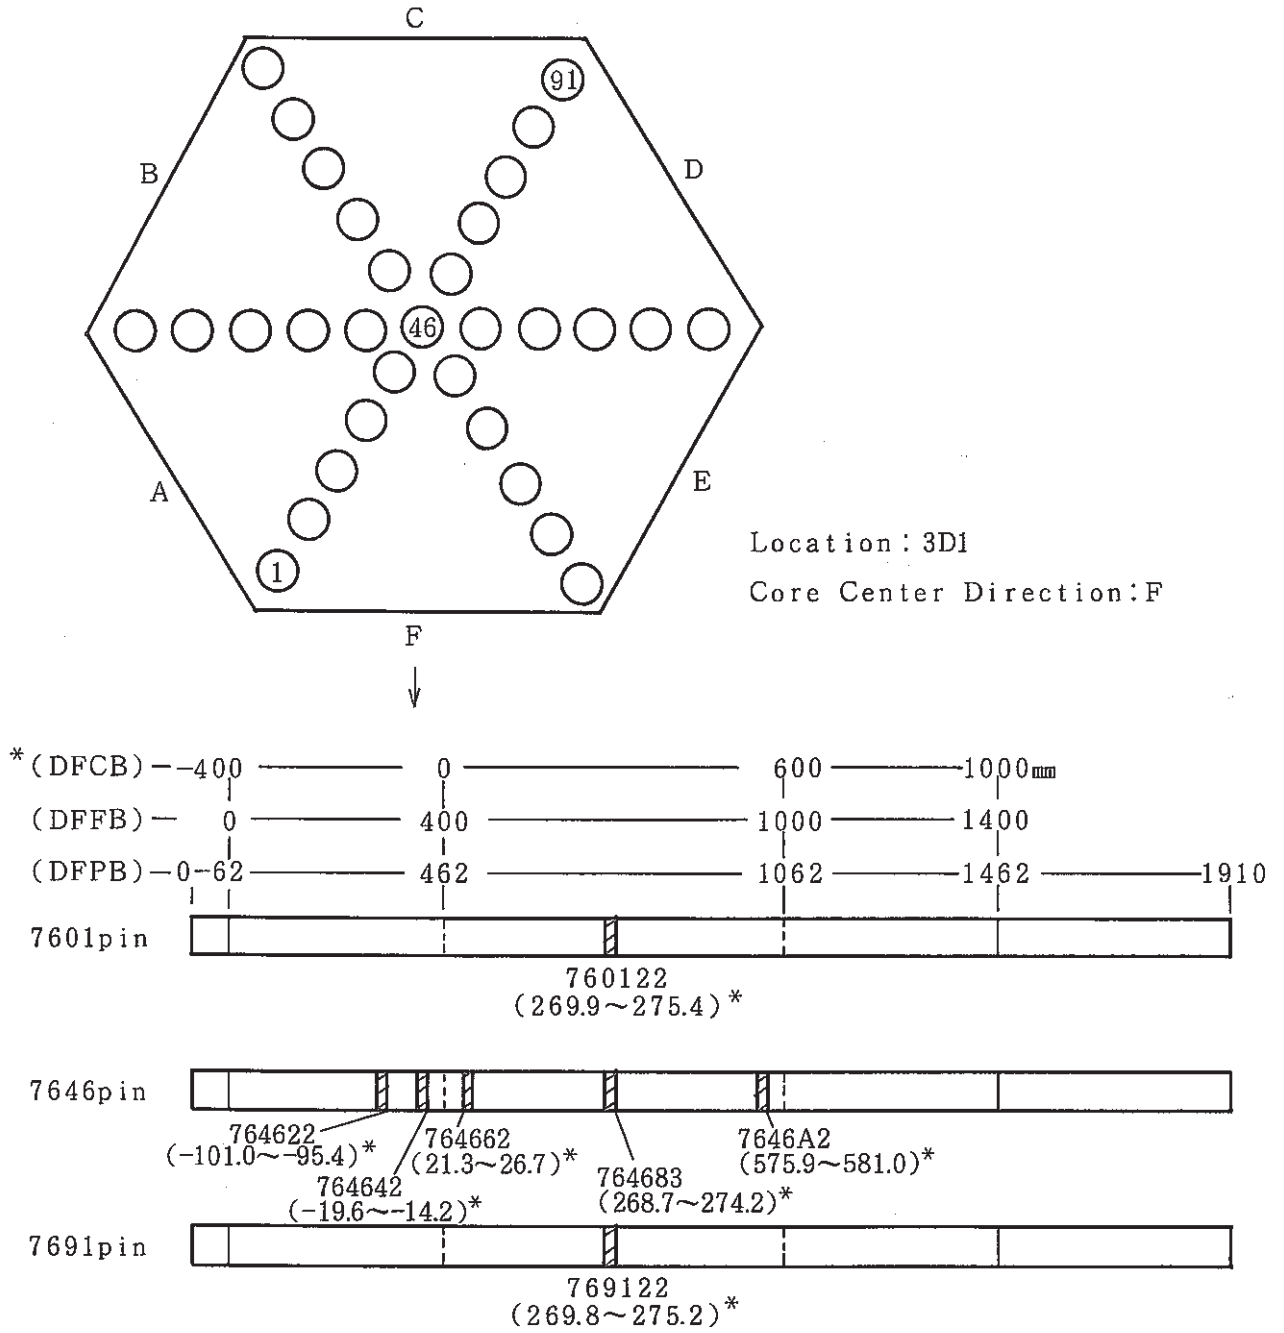 C
91
B
D
46
A
E
1
Location: 3D1
Core Center Direction: F
F
*(DFCB) — -400 — 0 — 600 — 1000㎜
(DFFB) — 0 — 400 — 1000 — 1400
(DFPB) — 0-62 — 462 — 1062 — 1462 — 1910
7601pin
760122
(269.9~275.4)*
7646pin
764622
(-101.0~-95.4)*
764642
(-19.6~-14.2)*
764662
(21.3~26.7)*
764683
(268.7~274.2)*
7646A2
(575.9~581.0)*
7691pin
769122
(269.8~275.2)*